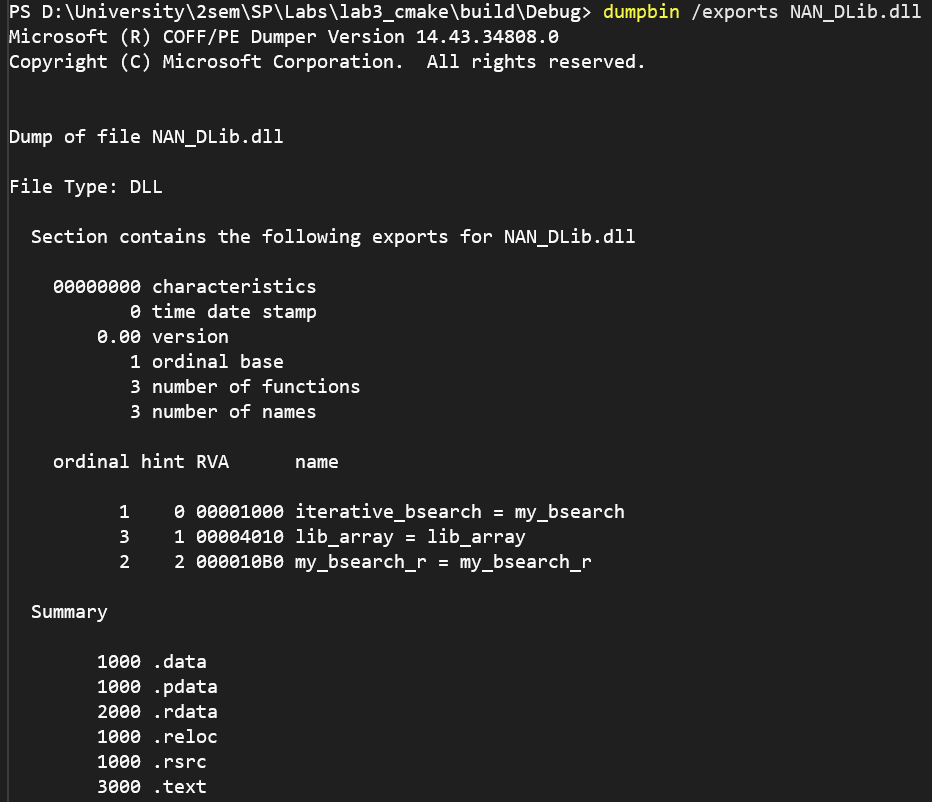 PS D:\University\2sem\SP\Labs\lab3_cmake\build\Debug> dumpbin /exports NAN_DLib.dll
Microsoft (R) COFF/PE Dumper Version 14.43.34808.0
Copyright (C) Microsoft Corporation.  All rights reserved.
Dump of file NAN_DLib.dll
File Type: DLL
  Section contains the following exports for NAN_DLib.dll
    00000000 characteristics
           0 time date stamp
        0.00 version
           1 ordinal base
           3 number of functions
           3 number of names
    ordinal hint RVA      name
          1    0 00001000 iterative_bsearch = my_bsearch
          3    1 00004010 lib_array = lib_array
          2    2 000010B0 my_bsearch_r = my_bsearch_r
  Summary
        1000 .data
        1000 .pdata
        2000 .rdata
        1000 .reloc
        1000 .rsrc
        3000 .text